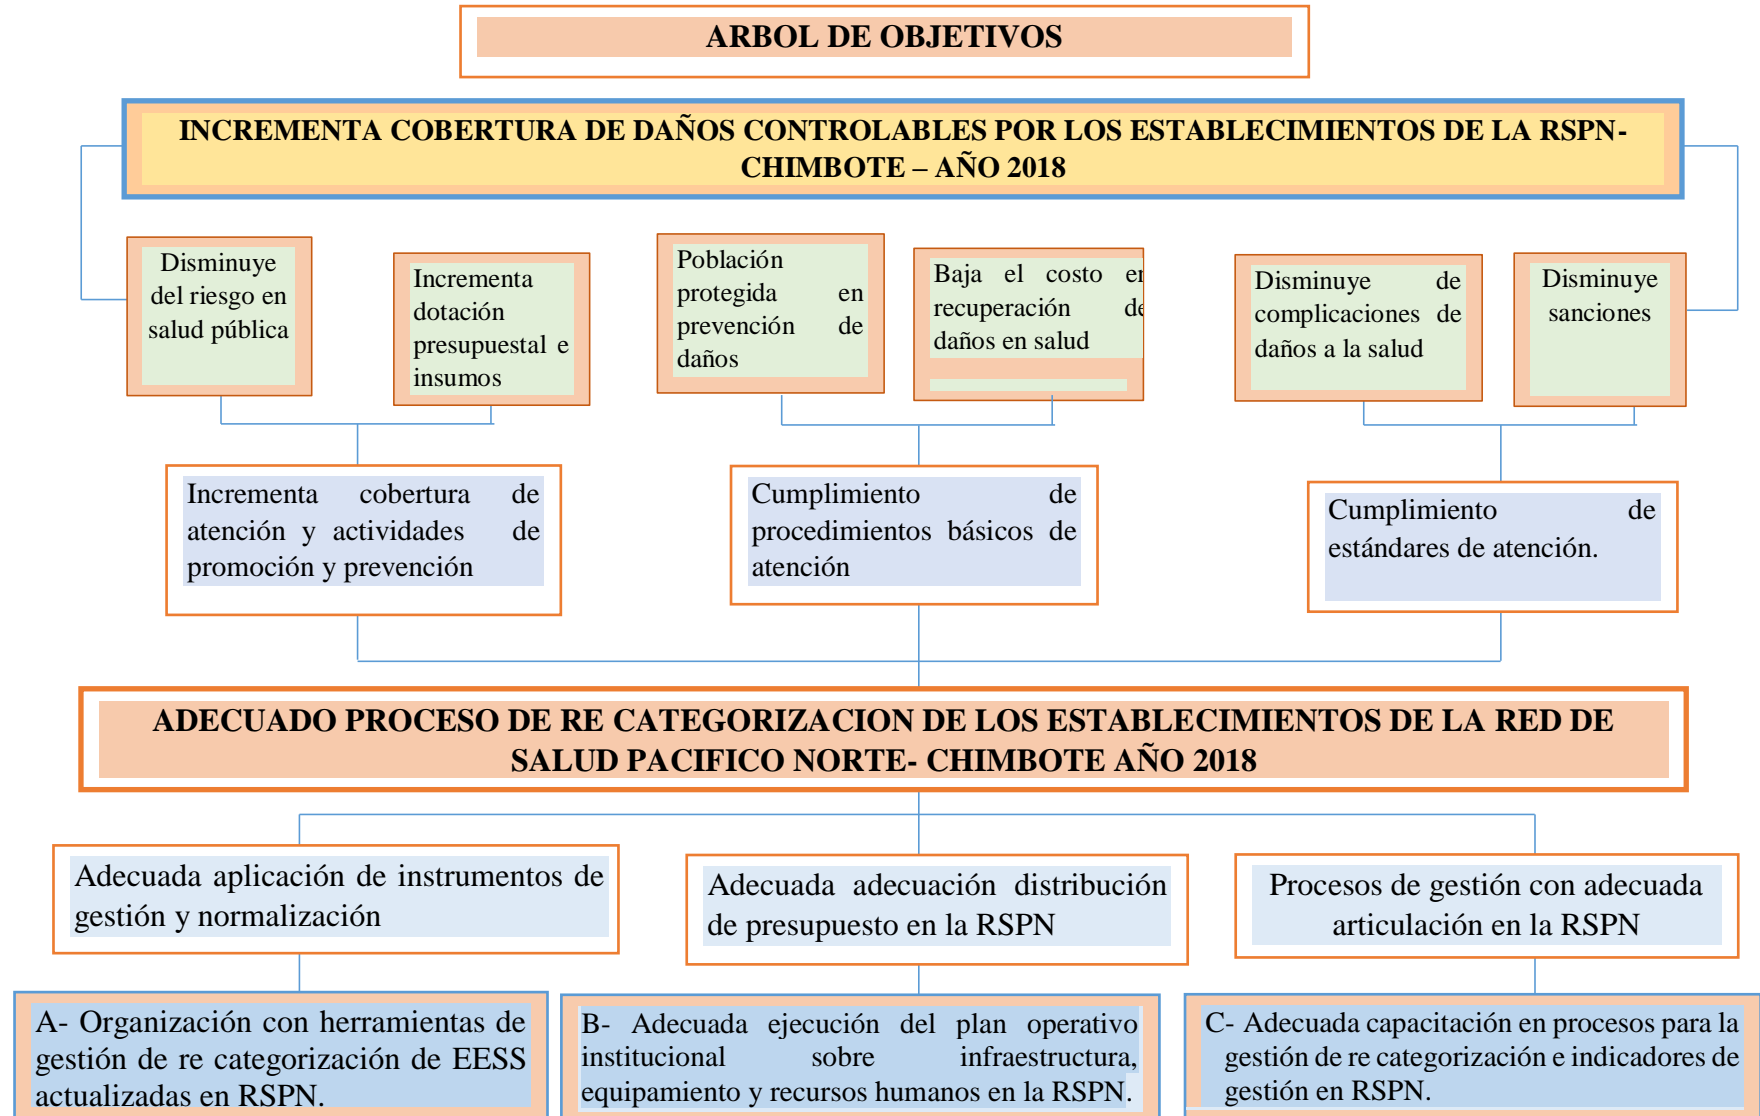 ARBOL DE OBJETIVOS
INCREMENTA COBERTURA DE DAÑOS CONTROLABLES POR LOS ESTABLECIMIENTOS DE LA RSPN-
CHIMBOTE – AÑO 2018
Disminuye
del riesgo en
salud pública
Incrementa
dotación
presupuestal e
insumos
Población
protegida en
prevención de
daños
Baja el costo en
recuperación de
daños en salud
Disminuye de
complicaciones de
daños a la salud
Disminuye
sanciones
Incrementa cobertura de
atención y actividades de
promoción y prevención
Cumplimiento de
procedimientos básicos de
atención
Cumplimiento de
estándares de atención.
ADECUADO PROCESO DE RE CATEGORIZACION DE LOS ESTABLECIMIENTOS DE LA RED DE
SALUD PACIFICO NORTE- CHIMBOTE AÑO 2018
Adecuada aplicación de instrumentos de
gestión y normalización
Adecuada adecuación distribución
de presupuesto en la RSPN
Procesos de gestión con adecuada
articulación en la RSPN
A- Organización con herramientas de
gestión de re categorización de EESS
actualizadas en RSPN.
B- Adecuada ejecución del plan operativo
institucional sobre infraestructura,
equipamiento y recursos humanos en la RSPN.
C- Adecuada capacitación en procesos para la
gestión de re categorización e indicadores de
gestión en RSPN.